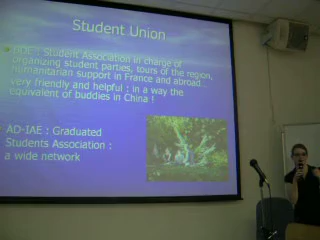 Student Union
Student Association in charge of
organizing student parties, tours of the region,
humanitarian support in France and abroad
very friendly and helpful : in a way the
equivalent of buddies in China !
AD-IAE : Graduated
Students Association :
a wide network